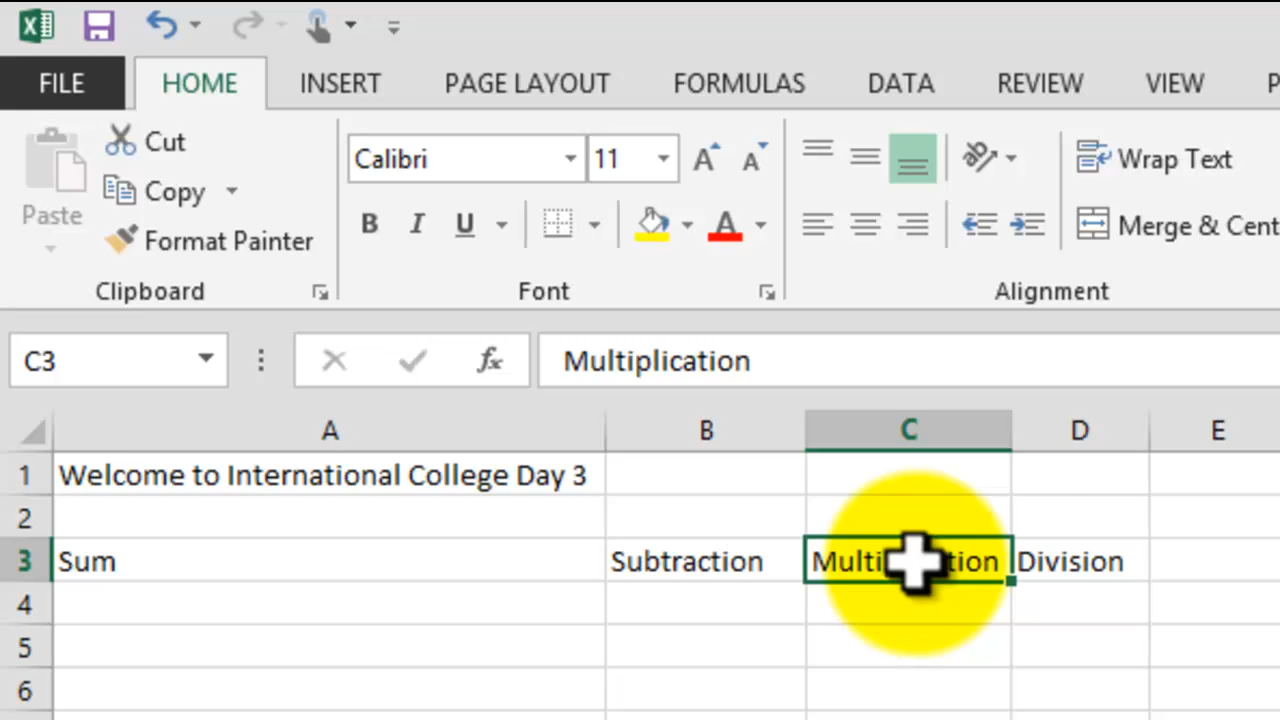 FILE HOME INSERT PAGE LAYOUT FORMULAS DATA REVIEW VIEW P
Cut
Copy
Paste
Format Painter
Clipboard
Calibri 11
B I U A
Font
Wrap Text
Merge & Cent
Alignment
C3 fx Multiplication
A B C D E
1 Welcome to International College Day 3
2
3 Sum Subtraction Multiplication Division
4
5
6